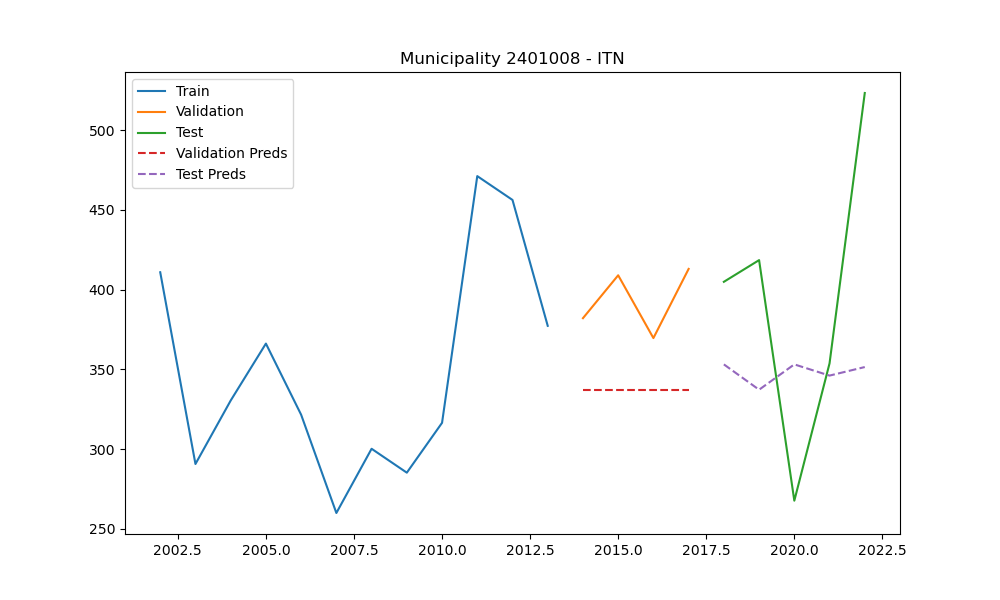 Municipality 2401008 - ITN
Train
Validation
Test
Validation Preds
Test Preds
500
450
400
350
300
250
2002.5 2005.0 2007.5 2010.0 2012.5 2015.0 2017.5 2020.0 2022.5